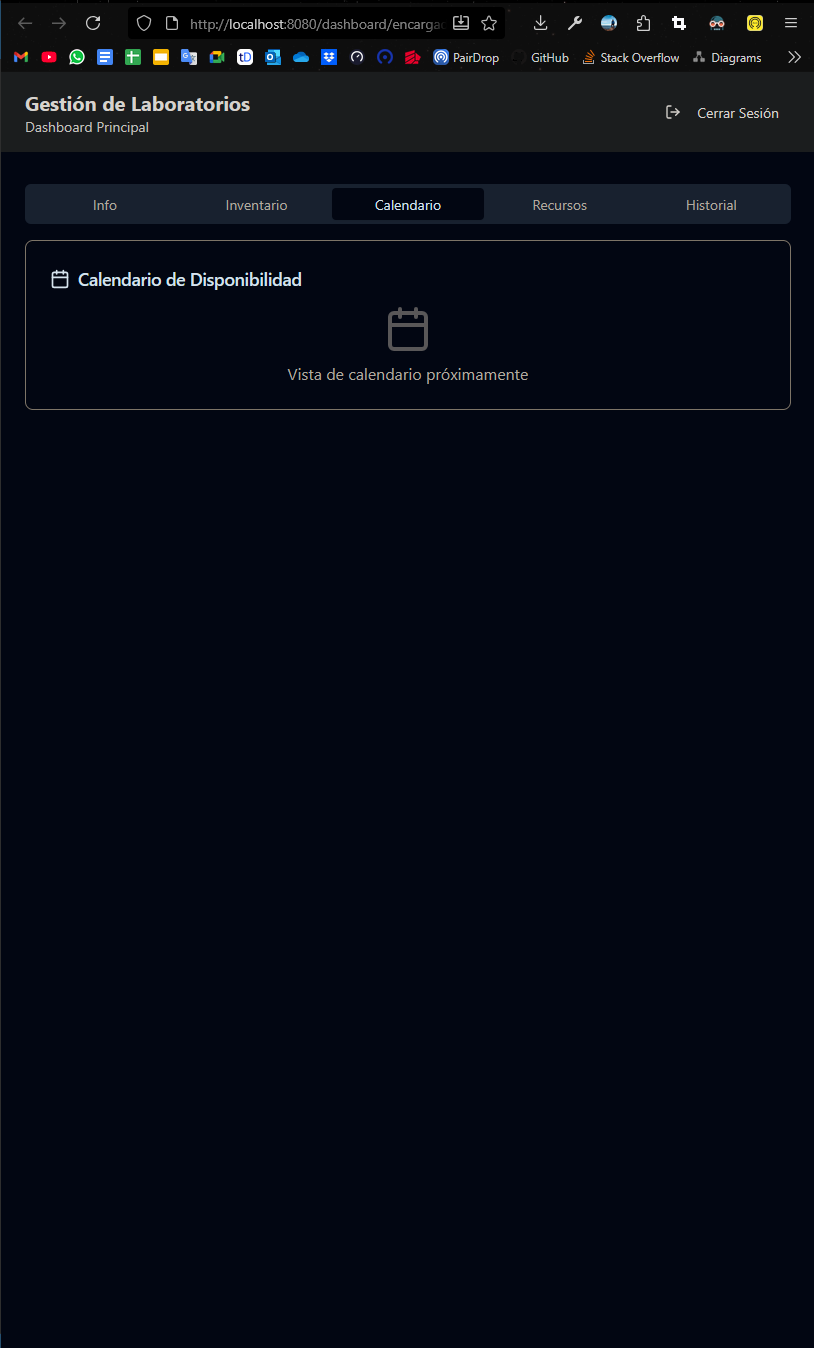 http://localhost:8080/dashboard/encargad
PairDrop GitHub Stack Overflow Diagrams
Gestión de Laboratorios
Dashboard Principal
Cerrar Sesión
Info Inventario Calendario Recursos Historial
Calendario de Disponibilidad
Vista de calendario próximamente